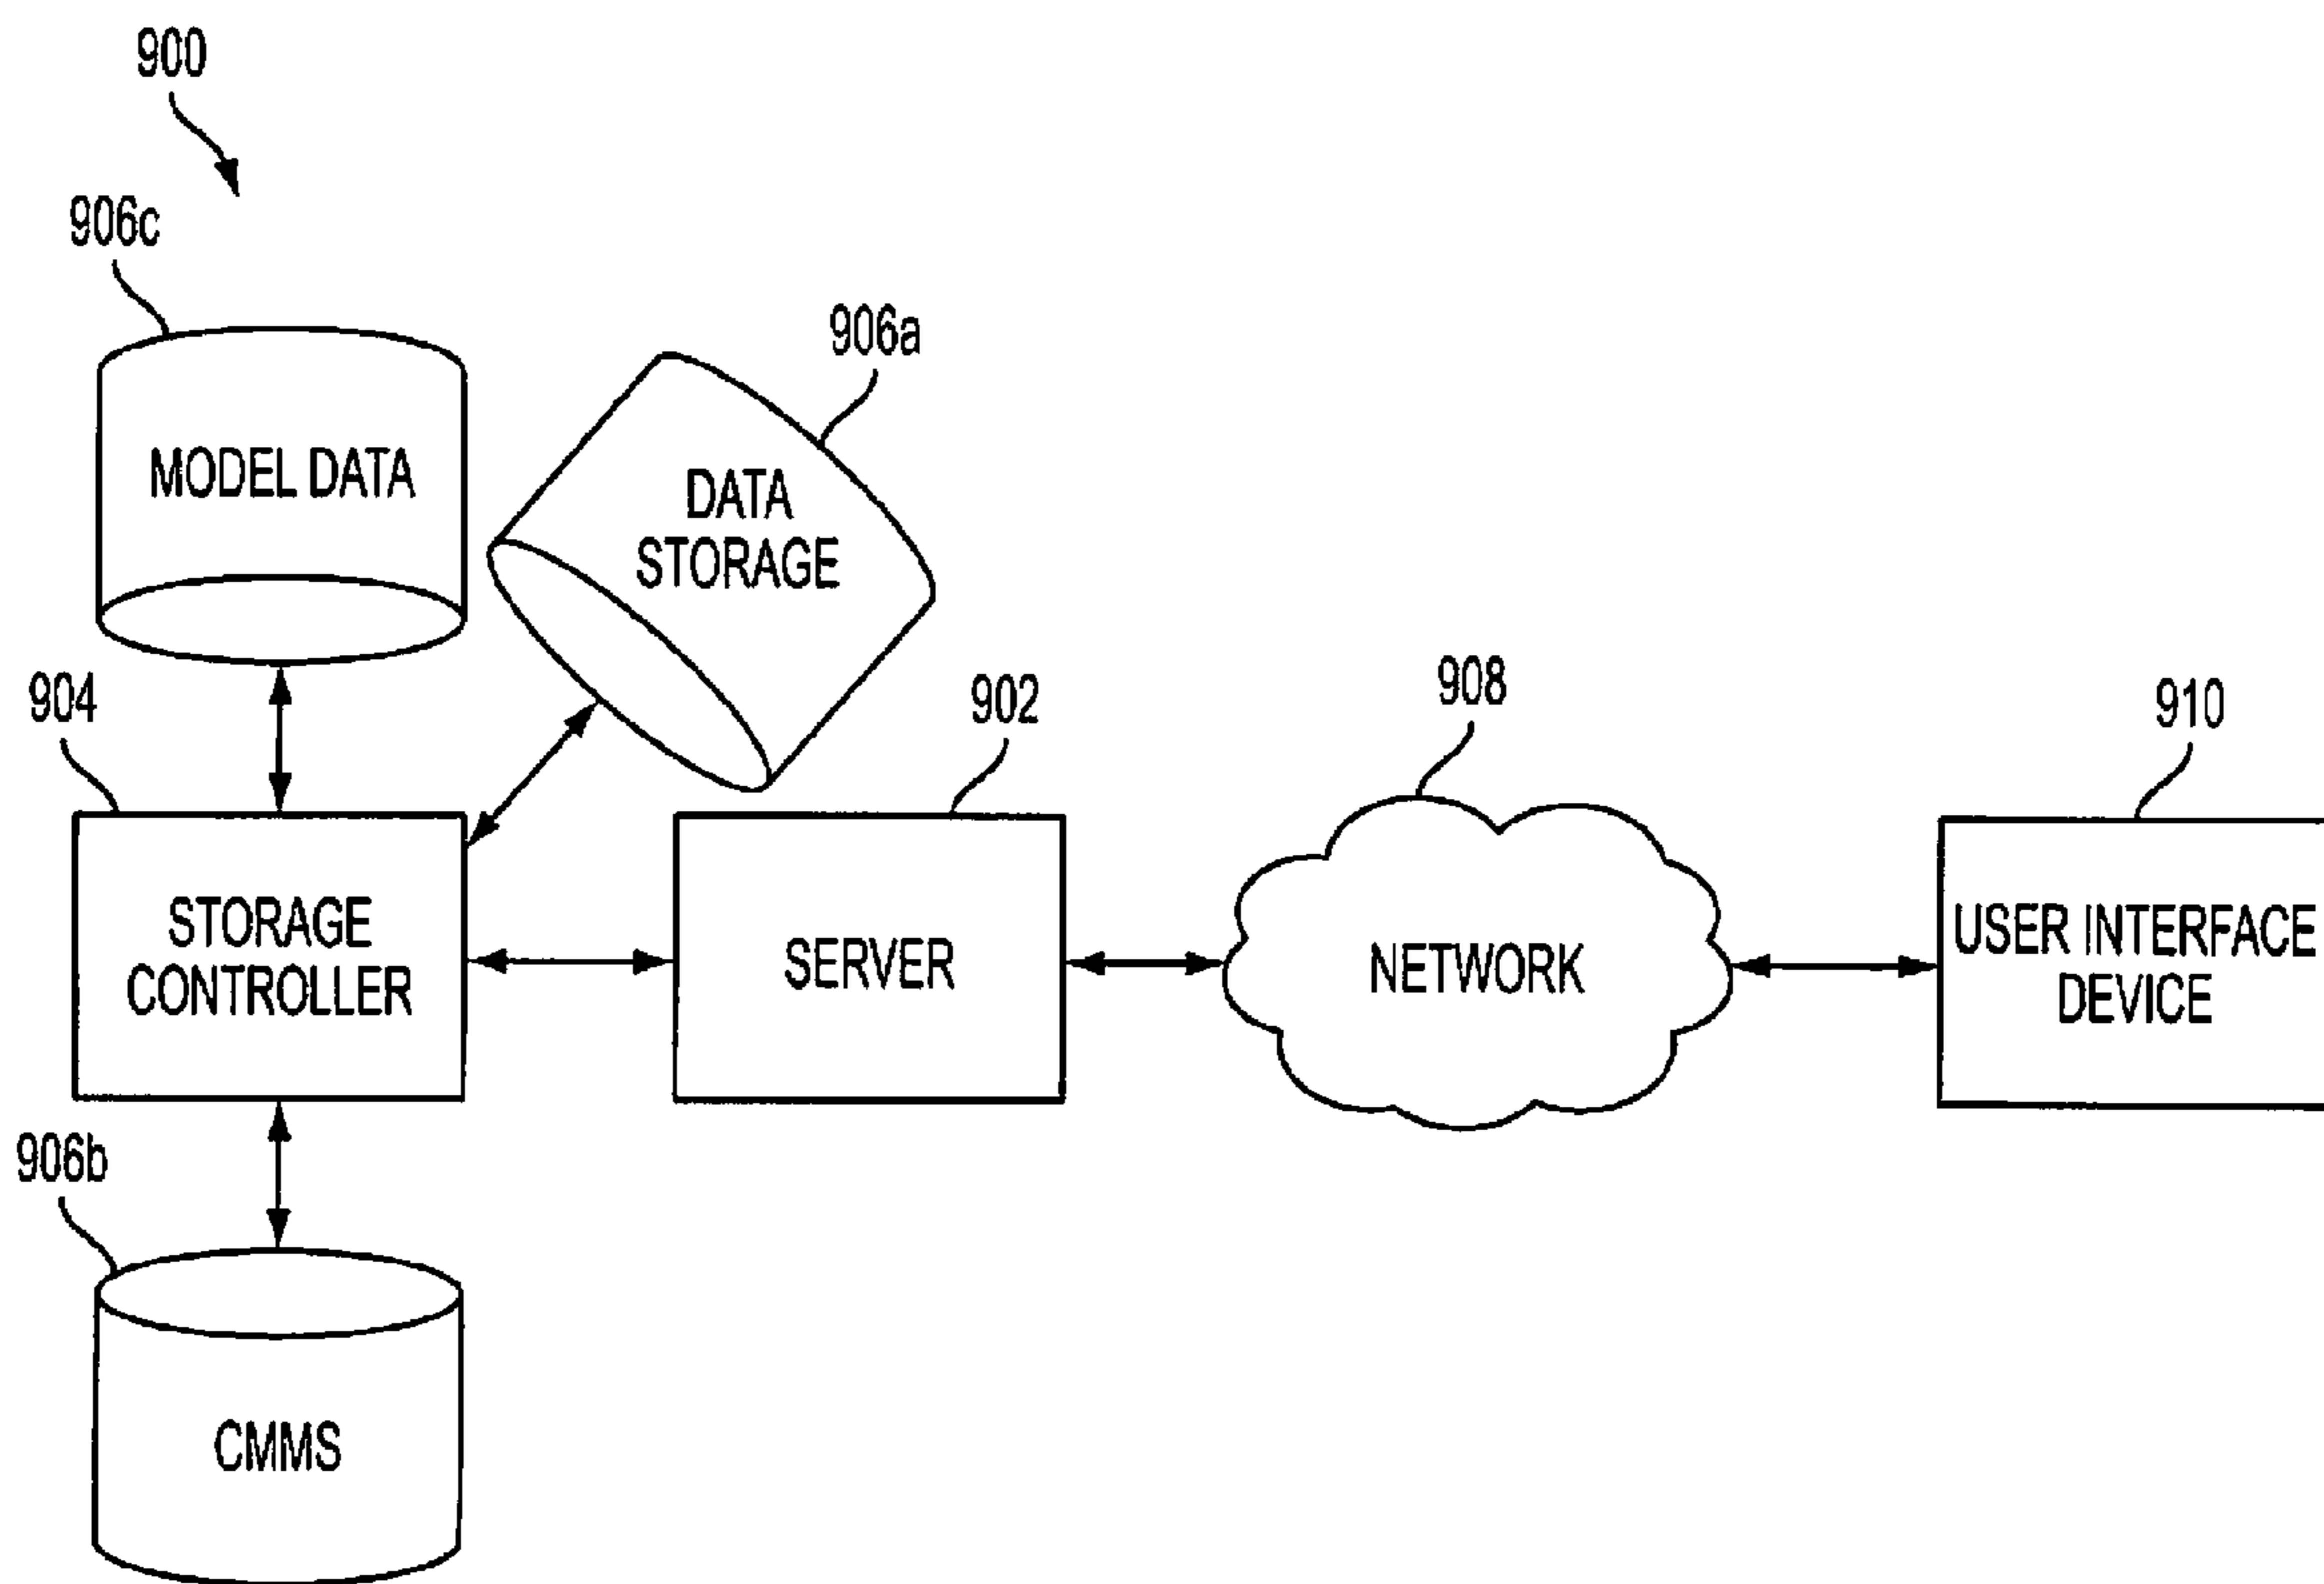 900
906c
906a
MODEL DATA
DATA
STORAGE
904
902
908
910
STORAGE
CONTROLLER
SERVER
NETWORK
USER INTERFACE
DEVICE
906b
CMMS